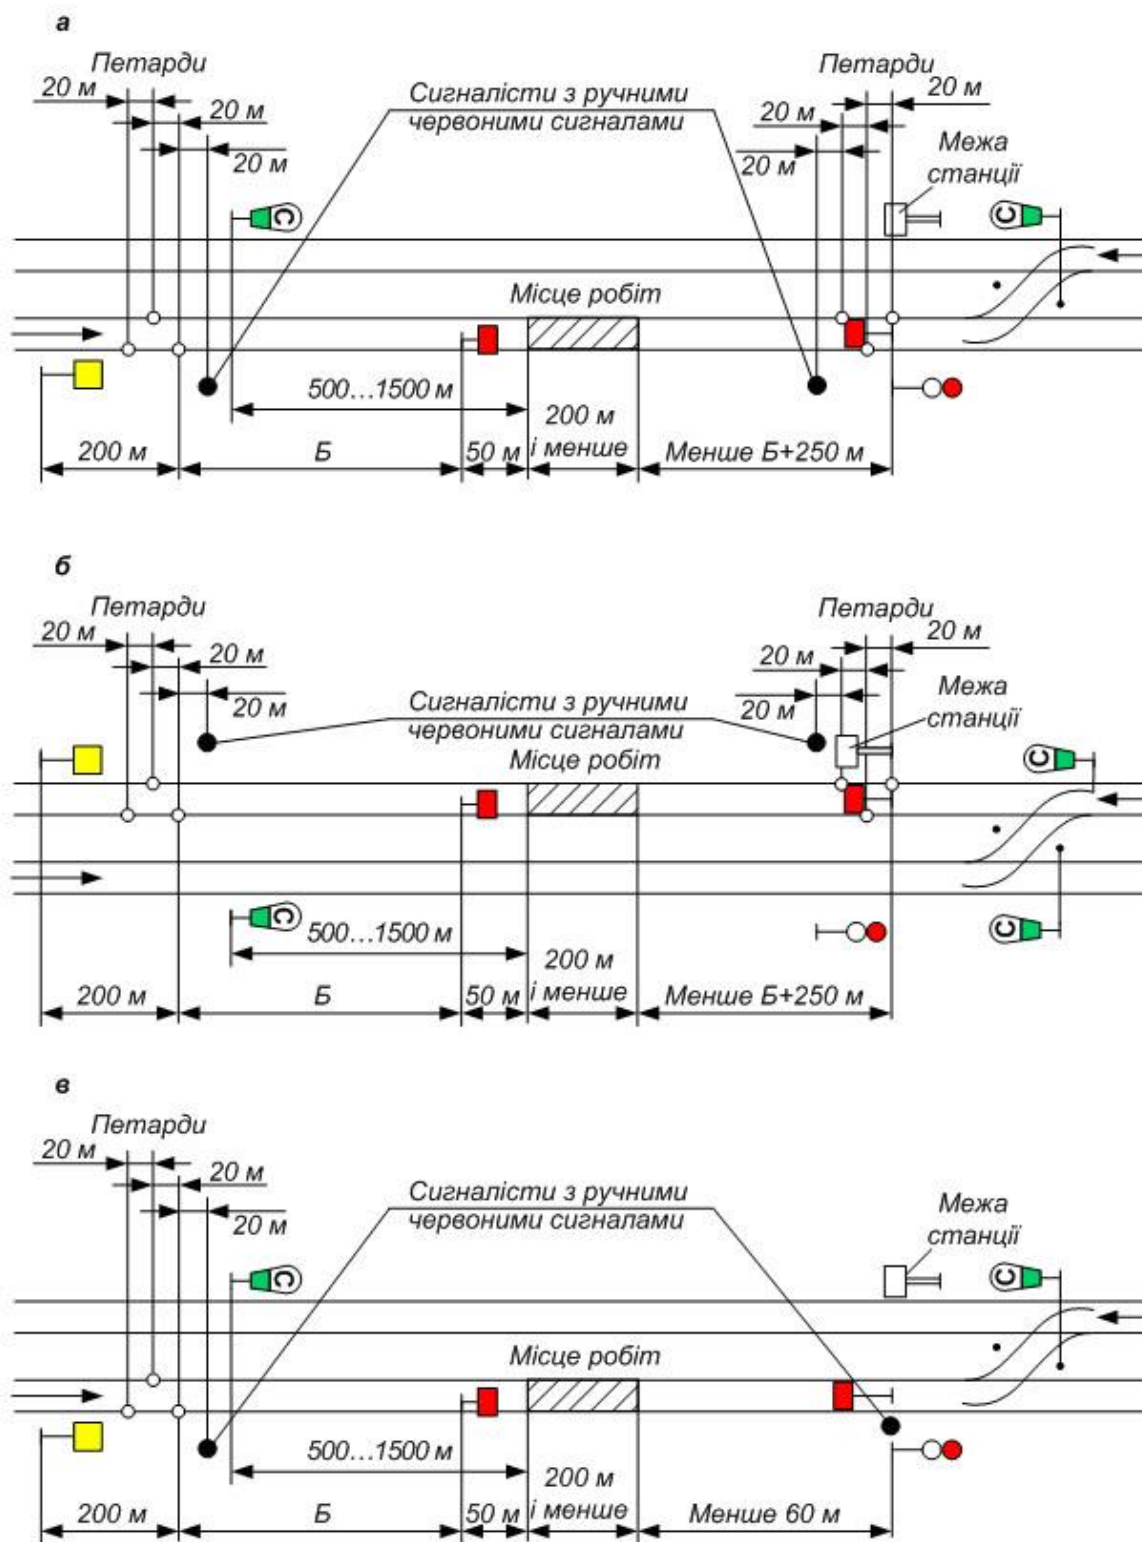 а
Петарди
Петарди
20 м
Сигналісти з ручними
червоними сигналами
20 м
20 м
20 м
20 м
20 м
Межа
станції
С
С
Місце робіт
500…1500 м
200 м
і менше
200 м
Б
50 м
Менше Б+250 м
б
Петарди
Петарди
20 м
20 м
20 м
20 м
20 м
Сигналісти з ручними
червоними сигналами
20 м
Межа
станції
Місце робіт
С
С
С
500…1500 м
200 м
і менше
200 м
Б
50 м
Менше Б+250 м
в
Петарди
20 м
20 м
20 м
Сигналісти з ручними
червоними сигналами
Межа
станції
С
С
Місце робіт
500…1500 м
200 м
і менше
200 м
Б
50 м
Менше 60 м